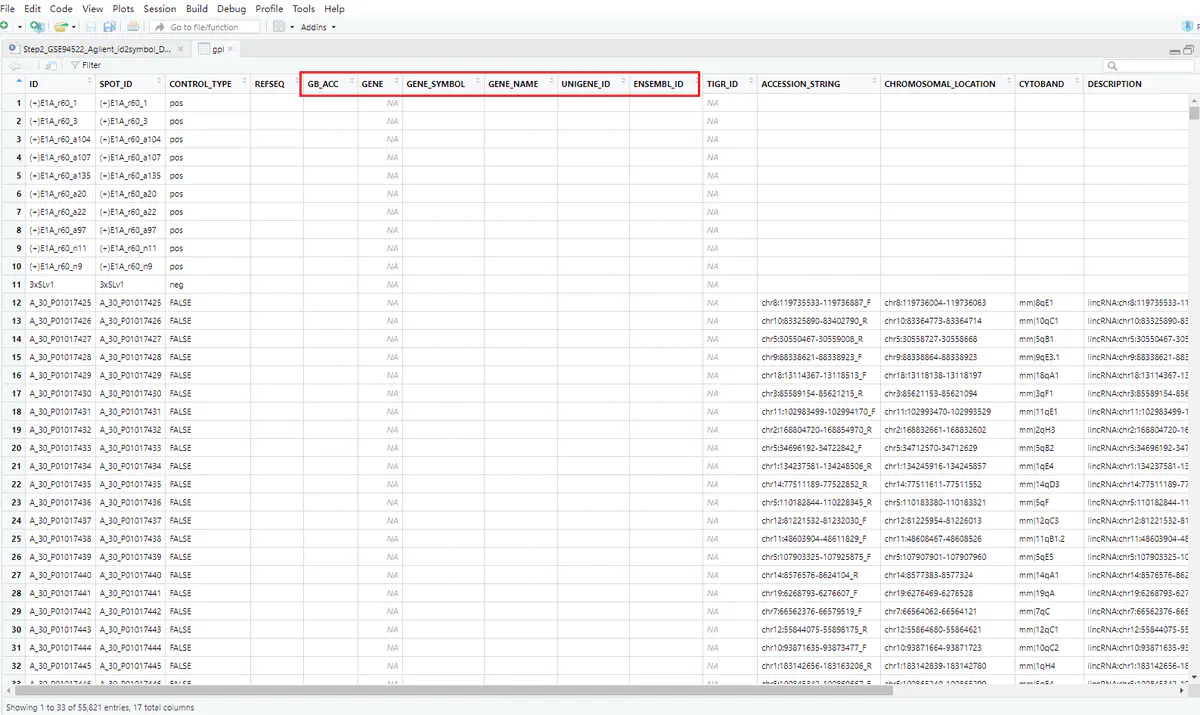 File Edit Code View Plots Session Build Debug Profile Tools Help
Go to file/function Addins
Step2_GSE94522_Agilent_id2symbol_D... gpl
Filter
ID SPOT_ID CONTROL_TYPE REFSEQ GB_ACC GENE GENE_SYMBOL GENE_NAME UNIGENE_ID ENSEMBL_ID TIGR_ID ACCESSION_STRING CHROMOSOMAL_LOCATION CYTOBAND DESCRIPTION
1 (+)E1A_r60_1 (+)E1A_r60_1 pos NA NA
2 (+)E1A_r60_3 (+)E1A_r60_3 pos NA NA
3 (+)E1A_r60_a104 (+)E1A_r60_a104 pos NA NA
4 (+)E1A_r60_a107 (+)E1A_r60_a107 pos NA NA
5 (+)E1A_r60_a135 (+)E1A_r60_a135 pos NA NA
6 (+)E1A_r60_a20 (+)E1A_r60_a20 pos NA NA
7 (+)E1A_r60_a22 (+)E1A_r60_a22 pos NA NA
8 (+)E1A_r60_a97 (+)E1A_r60_a97 pos NA NA
9 (+)E1A_r60_n11 (+)E1A_r60_n11 pos NA NA
10 (+)E1A_r60_n9 (+)E1A_r60_n9 pos NA NA
11 3xSLv1 3xSLv1 neg NA NA
12 A_30_P01017425 A_30_P01017425 FALSE NA NA chr8:119735533-119736887_F chr8:119736004-119736063 mm|8qE1 lincRNA:chr8:119735533-11
13 A_30_P01017426 A_30_P01017426 FALSE NA NA chr10:83325890-83402790_R chr10:83364773-83364714 mm|10qC1 lincRNA:chr10:83325890-83
14 A_30_P01017427 A_30_P01017427 FALSE NA NA chr5:30550467-30559008_R chr5:30558727-30558668 mm|5qB1 lincRNA:chr5:30550467-305
15 A_30_P01017428 A_30_P01017428 FALSE NA NA chr9:88338621-88338923_F chr9:88338864-88338923 mm|9qE3.1 lincRNA:chr9:88338621-883
16 A_30_P01017429 A_30_P01017429 FALSE NA NA chr18:13114367-13118513_F chr18:13118138-13118197 mm|18qA1 lincRNA:chr18:13114367-13
17 A_30_P01017430 A_30_P01017430 FALSE NA NA chr3:85589154-85621215_R chr3:85621153-85621094 mm|3qF1 lincRNA:chr3:85589154-856
18 A_30_P01017431 A_30_P01017431 FALSE NA NA chr11:102983499-102994170_F chr11:102993470-102993529 mm|11qE1 lincRNA:chr11:102983499-1
19 A_30_P01017432 A_30_P01017432 FALSE NA NA chr2:168804720-168854970_R chr2:168832661-168832602 mm|2qH3 lincRNA:chr2:168804720-16
20 A_30_P01017433 A_30_P01017433 FALSE NA NA chr5:34696192-34722842_F chr5:34712570-34712629 mm|5qB2 lincRNA:chr5:34696192-347
21 A_30_P01017434 A_30_P01017434 FALSE NA NA chr1:134237581-134248506_R chr1:134245916-134245857 mm|1qE4 lincRNA:chr1:134237581-13
22 A_30_P01017435 A_30_P01017435 FALSE NA NA chr14:77511189-77522852_R chr14:77511611-77511552 mm|14qD3 lincRNA:chr14:77511189-77
23 A_30_P01017436 A_30_P01017436 FALSE NA NA chr5:110182844-110228345_R chr5:110183380-110183321 mm|5qF lincRNA:chr5:110182844-11
24 A_30_P01017437 A_30_P01017437 FALSE NA NA chr12:81221532-81232030_F chr12:81225954-81226013 mm|12qC3 lincRNA:chr12:81221532-81
25 A_30_P01017438 A_30_P01017438 FALSE NA NA chr11:48603904-48611829_F chr11:48608467-48608526 mm|11qB1.2 lincRNA:chr11:48603904-48
26 A_30_P01017439 A_30_P01017439 FALSE NA NA chr5:107903325-107925875_F chr5:107907901-107907960 mm|5qE5 lincRNA:chr5:107903325-10
27 A_30_P01017440 A_30_P01017440 FALSE NA NA chr14:8576576-8624104_R chr14:8577383-8577324 mm|14qA1 lincRNA:chr14:8576576-862
28 A_30_P01017441 A_30_P01017441 FALSE NA NA chr19:6268793-6276607_F chr19:6276469-6276528 mm|19qA lincRNA:chr19:6268793-627
29 A_30_P01017442 A_30_P01017442 FALSE NA NA chr7:66562376-66579519_F chr7:66564062-66564121 mm|7qC lincRNA:chr7:66562376-665
30 A_30_P01017443 A_30_P01017443 FALSE NA NA chr12:55844075-55898175_R chr12:55864680-55864621 mm|12qC1 lincRNA:chr12:55844075-55
31 A_30_P01017444 A_30_P01017444 FALSE NA NA chr10:93871635-93873477_F chr10:93871664-93871723 mm|10qC2 lincRNA:chr10:93871635-93
32 A_30_P01017445 A_30_P01017445 FALSE NA NA chr1:183142656-183163206_R chr1:183142839-183142780 mm|1qH4 lincRNA:chr1:183142656-18
Showing 1 to 33 of 55,821 entries, 17 total columns